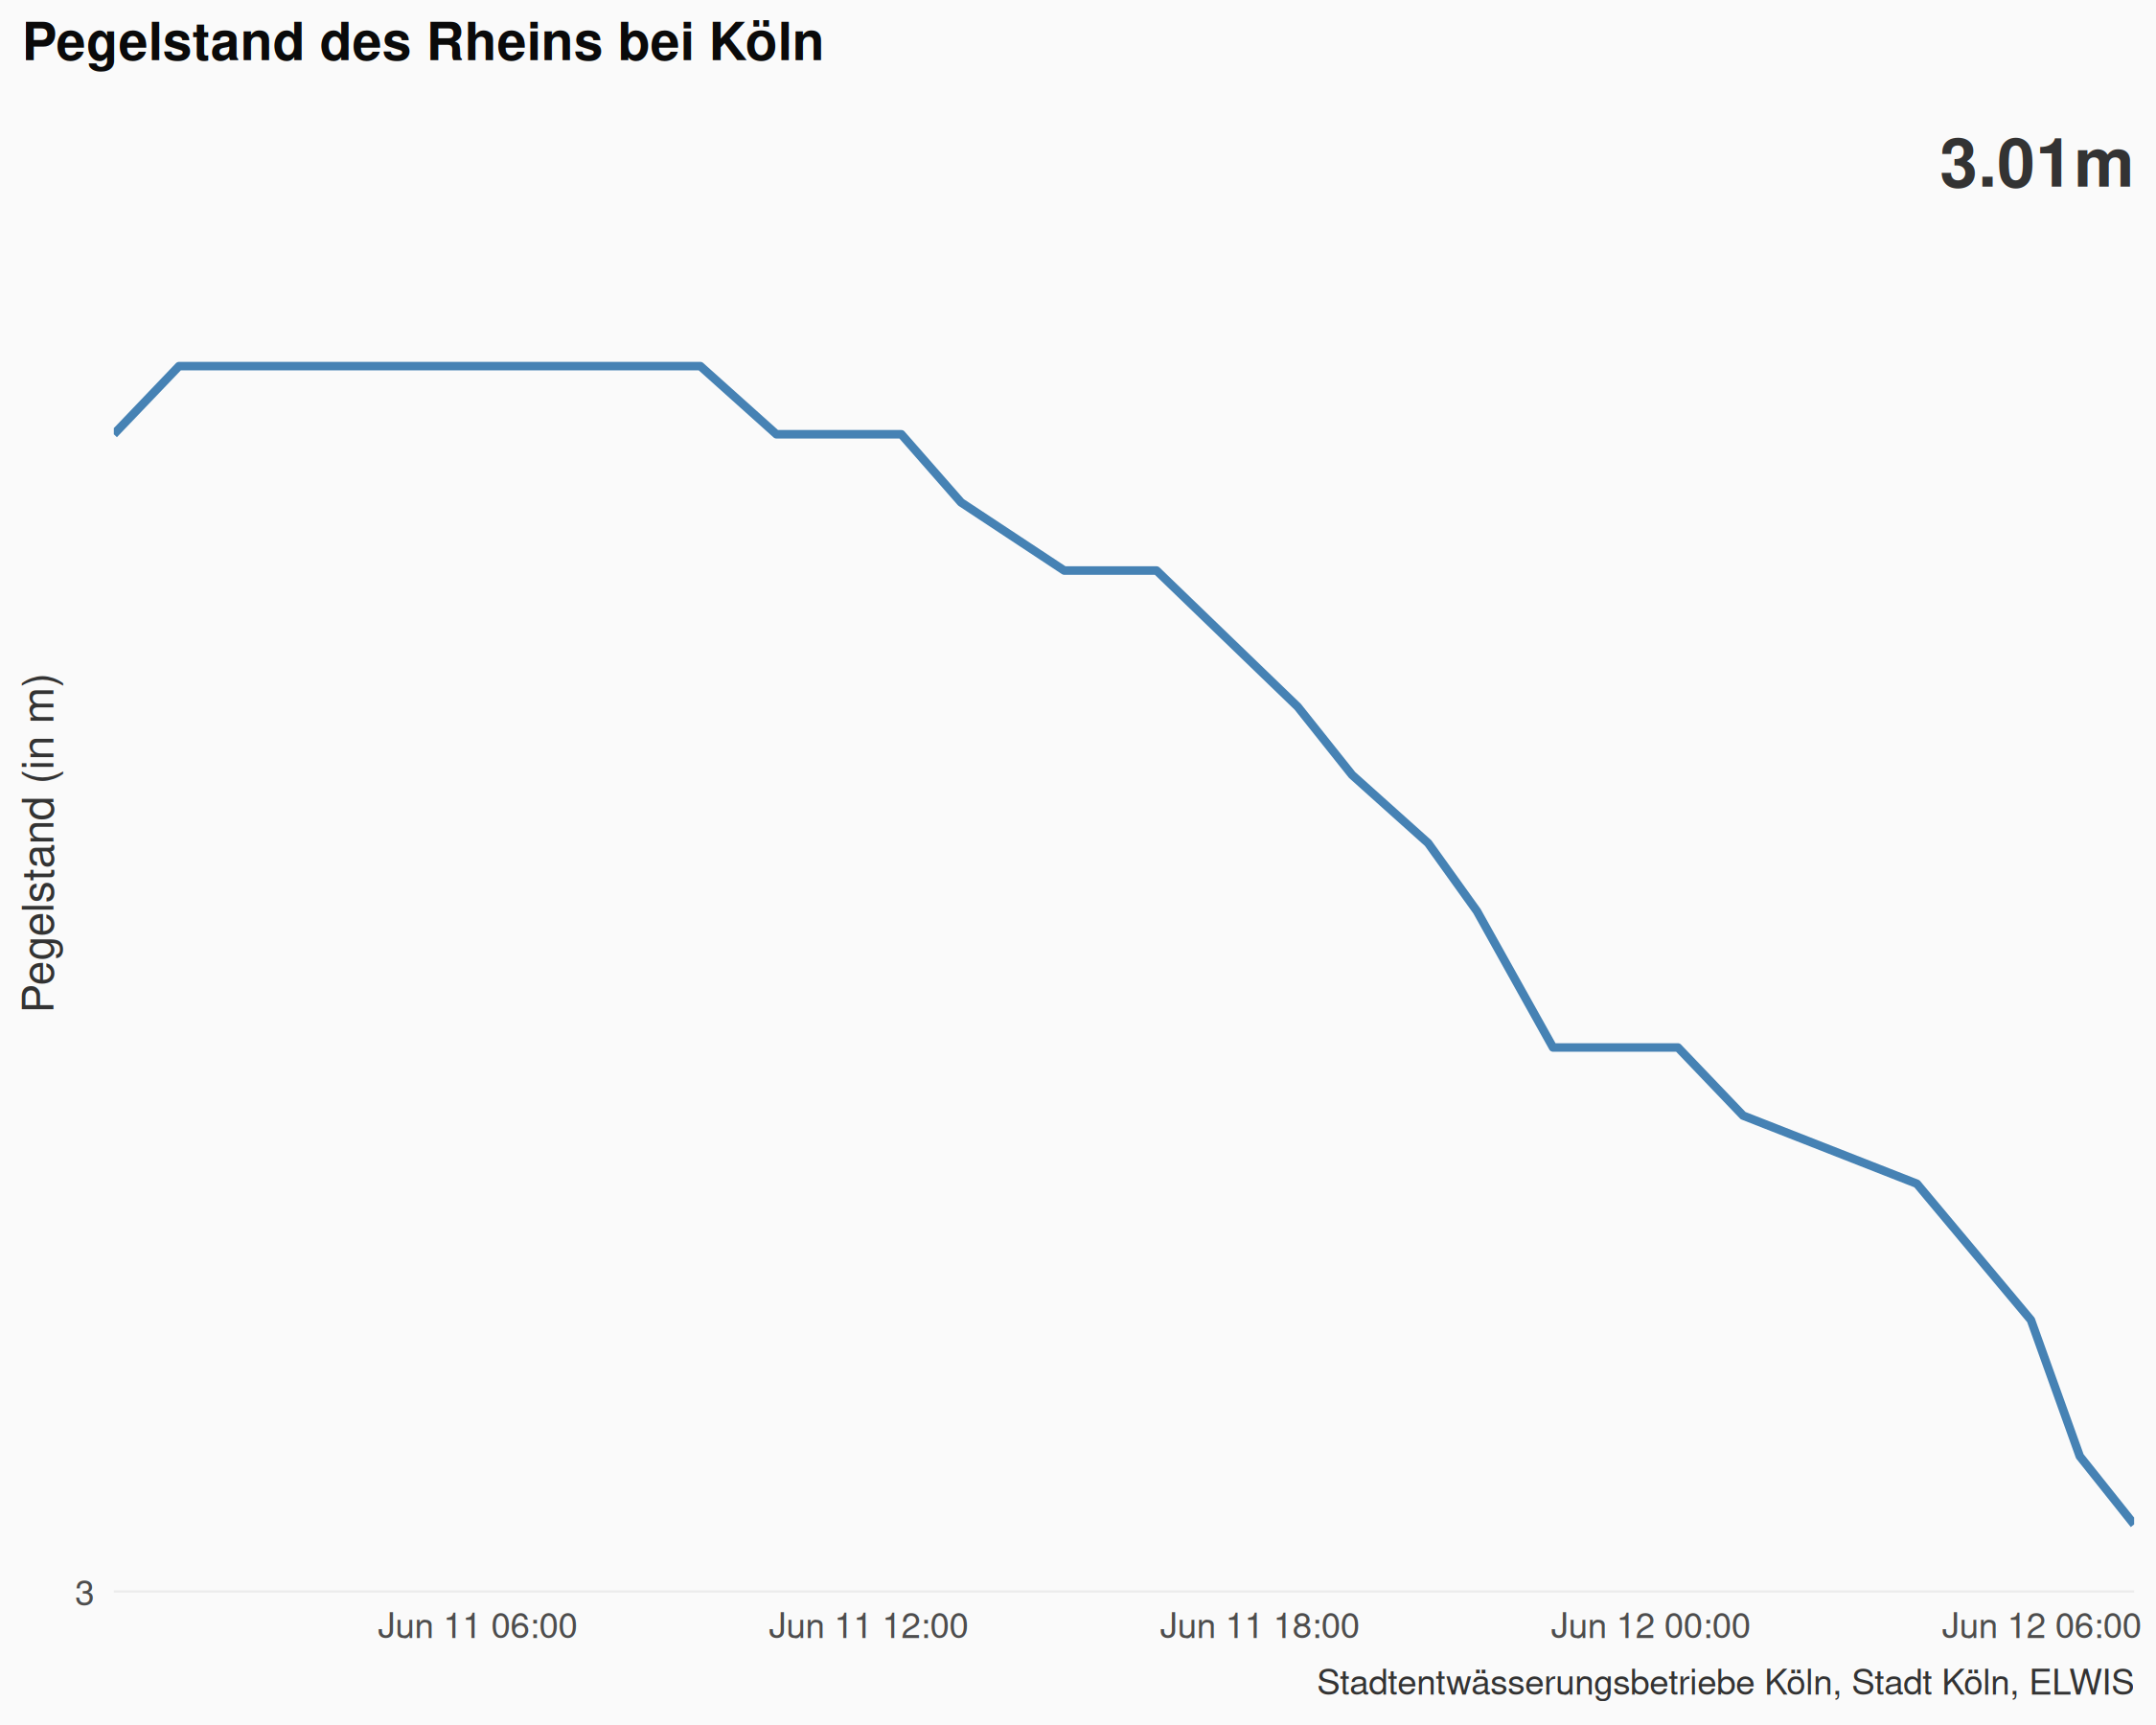 Pegelstand des Rheins bei Köln
3.01m
Pegelstand (in m)
3
Jun 11 06:00
Jun 11 12:00
Jun 11 18:00
Jun 12 00:00
Jun 12 06:00
Stadtentwässerungsbetriebe Köln, Stadt Köln, ELWIS